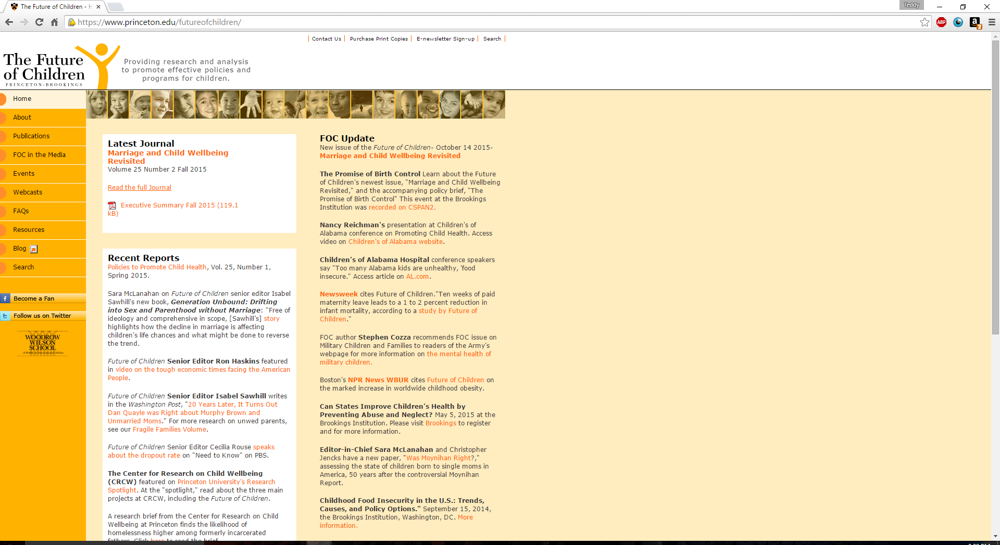 The Future of Children - H
Teddy
https://www.princeton.edu/futureofchildren/
ABP
a
2
Contact Us
Purchase Print Copies
E-newsletter Sign-up
Search
The Future
of Children
PRINCETON-BROOKINGS
Providing research and analysis
to promote effective policies and
programs for children.
Home
About
Publications
FOC in the Media
Events
Webcasts
FAQs
Resources
Blog
Search
Become a Fan
Follow us on Twitter
WOODROW
WILSON
SCHOOL
of Public & International Affairs
Latest Journal
Marriage and Child Wellbeing
Revisited
Volume 25 Number 2 Fall 2015
Read the full Journal
Executive Summary Fall 2015 (119.1
kB)
Recent Reports
Policies to Promote Child Health, Vol. 25, Number 1,
Spring 2015.
Sara McLanahan on Future of Children senior editor Isabel
Sawhill's new book, Generation Unbound: Drifting
into Sex and Parenthood without Marriage: "Free of
ideology and comprehensive in scope, [Sawhill's] story
highlights how the decline in marriage is affecting
children's life chances and what might be done to reverse
the trend.
Future of Children Senior Editor Ron Haskins featured
in video on the tough economic times facing the American
People.
Future of Children Senior Editor Isabel Sawhill writes
in the Washington Post, "20 Years Later, It Turns Out
Dan Quayle was Right about Murphy Brown and
Unmarried Moms." For more research on unwed parents,
see our Fragile Families Volume.
Future of Children Senior Editor Cecilia Rouse speaks
about the dropout rate on "Need to Know" on PBS.
The Center for Research on Child Wellbeing
(CRCW) featured on Princeton University's Research
Spotlight. At the "spotlight," read about the three main
projects at CRCW, including the Future of Children.
A research brief from the Center for Research on Child
Wellbeing at Princeton finds the likelihood of
homelessness higher among formerly incarcerated
fathers. Click here to read the brief.
FOC Update
New issue of the Future of Children- October 14 2015-
Marriage and Child Wellbeing Revisited
The Promise of Birth Control Learn about the Future
of Children's newest issue, "Marriage and Child Wellbeing
Revisited," and the accompanying policy brief, "The
Promise of Birth Control" This event at the Brookings
Institution was recorded on CSPAN2.
Nancy Reichman's presentation at Children's of
Alabama conference on Promoting Child Health. Access
video on Children's of Alabama website.
Children's of Alabama Hospital conference speakers
say "Too many Alabama kids are unhealthy, 'food
insecure." Access article on AL.com.
Newsweek cites Future of Children."Ten weeks of paid
maternity leave leads to a 1 to 2 percent reduction in
infant mortality, according to a study by Future of
Children."
FOC author Stephen Cozza recommends FOC issue on
Military Children and Families to readers of the Army's
webpage for more information on the mental health of
military children.
Boston's NPR News WBUR cites Future of Children on
the marked increase in worldwide childhood obesity.
Can States Improve Children's Health by
Preventing Abuse and Neglect? May 5, 2015 at the
Brookings Institution. Please visit Brookings to register
and for more information.
Editor-in-Chief Sara McLanahan and Christopher
Jencks have a new paper, "Was Moynihan Right?,"
assessing the state of children born to single moms in
America, 50 years after the controversial Moynihan
Report.
Childhood Food Insecurity in the U.S.: Trends,
Causes, and Policy Options." September 15, 2014,
the Brookings Institution, Washington, DC. More
information.